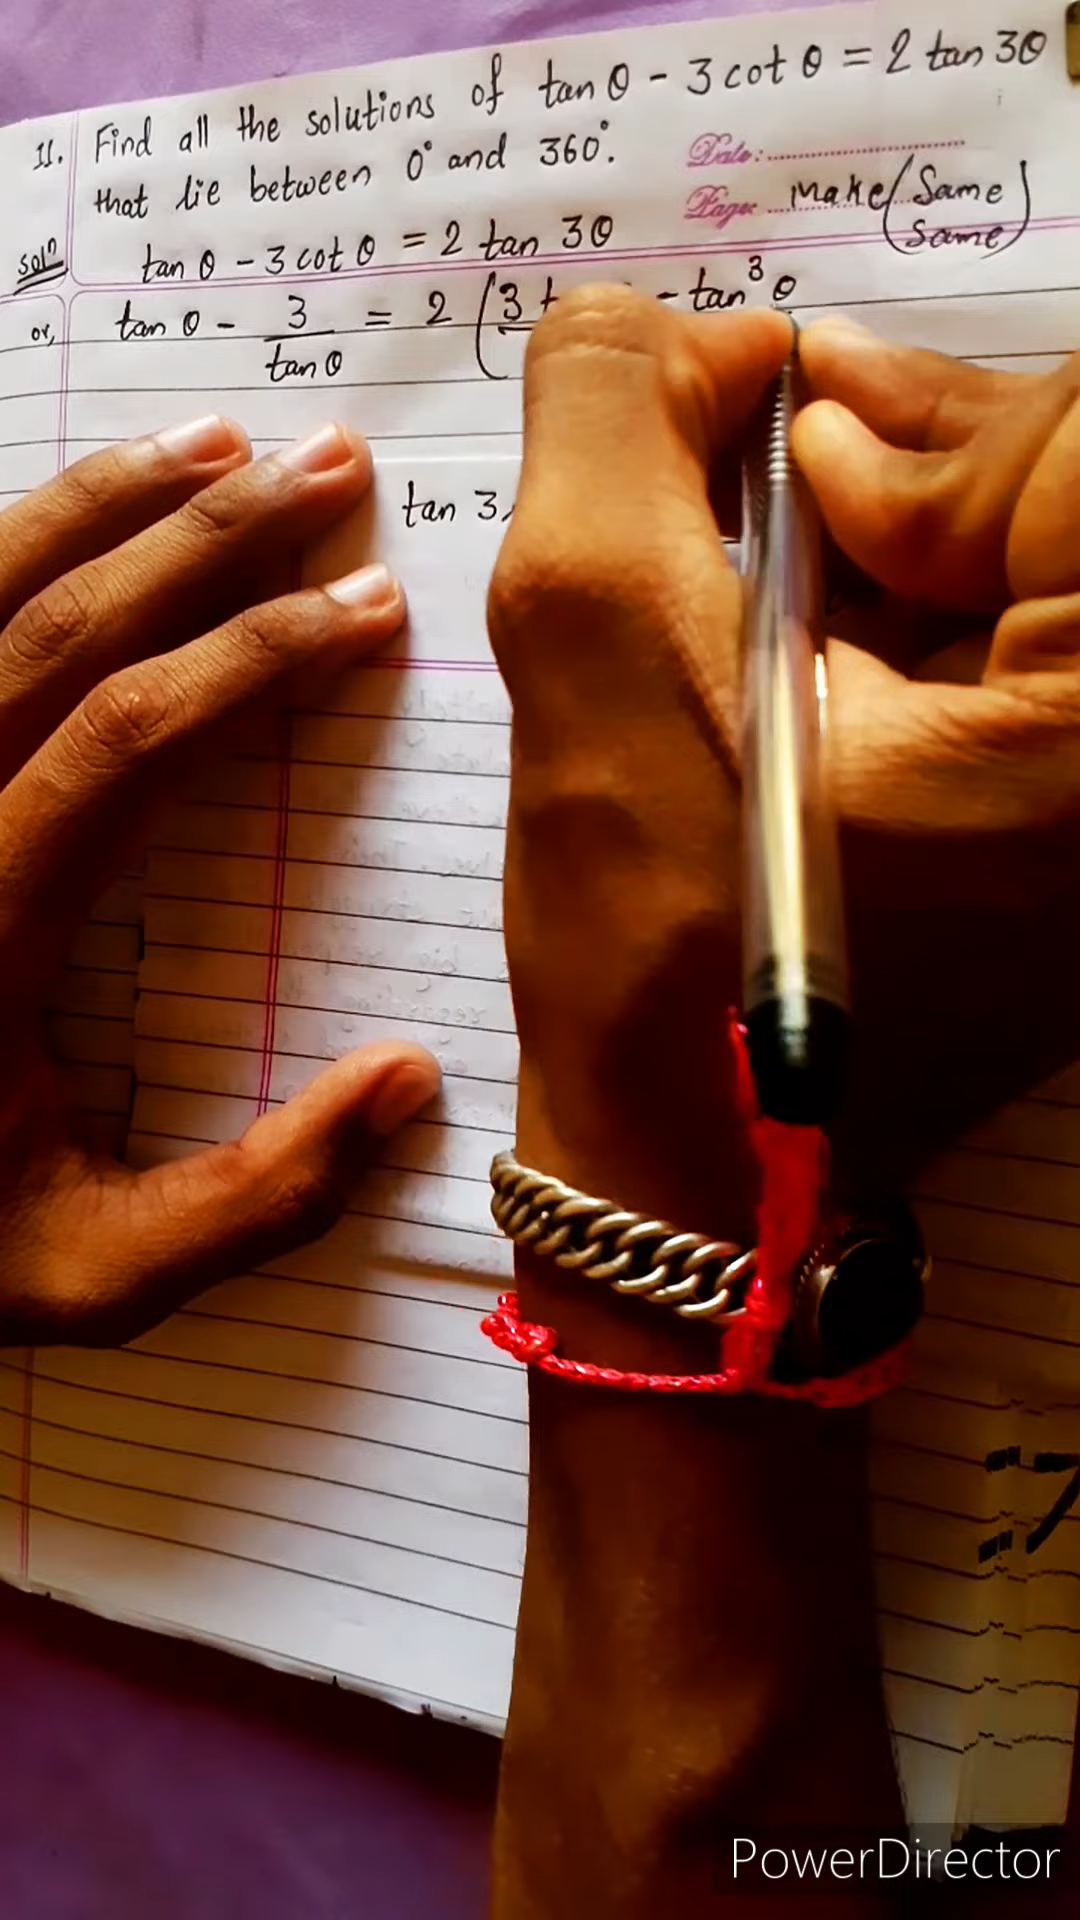 11. Find all the solutions of tan θ - 3 cot θ = 2 tan 3θ
that lie between 0° and 360°.
Date:
Page: Make (Same
Same)
Solⁿ tan θ - 3 cot θ = 2 tan 3θ
or, tan θ - 3/tan θ = 2 (3 t - tan³ θ
tan 3
PowerDirector